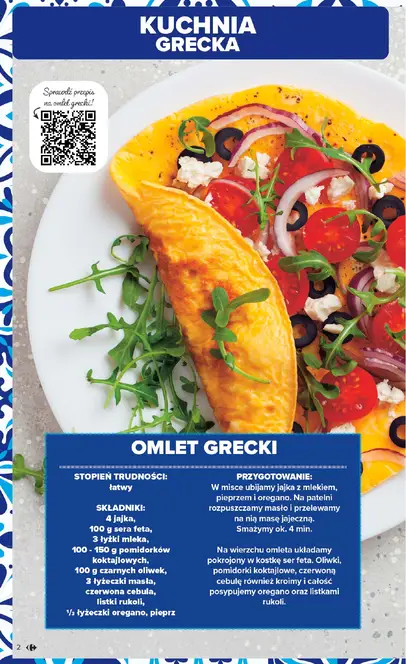 KUCHNIA
GRECKA
Sprawdź przepis
na omlet grecki!
OMLET GRECKI
STOPIEŃ TRUDNOŚCI:
łatwy
SKŁADNIKI:
4 jajka,
100 g sera feta,
3 łyżki mleka,
100 - 150 g pomidorków
koktajlowych,
100 g czarnych oliwek,
3 łyżeczki masła,
czerwona cebula,
listki rukoli,
⅓ łyżeczki oregano, pieprz
PRZYGOTOWANIE:
W misce ubijamy jajka z mlekiem,
pieprzem i oregano. Na patelni
rozpuszczamy masło i przelewamy
na nią masę jajeczną.
Smażymy ok. 4 min.
Na wierzchu omleta układamy
pokrojony w kostkę ser feta. Oliwki,
pomidorki koktajlowe, czerwoną
cebulę również kroimy i całość
posypujemy oregano oraz listkami
rukoli.
2